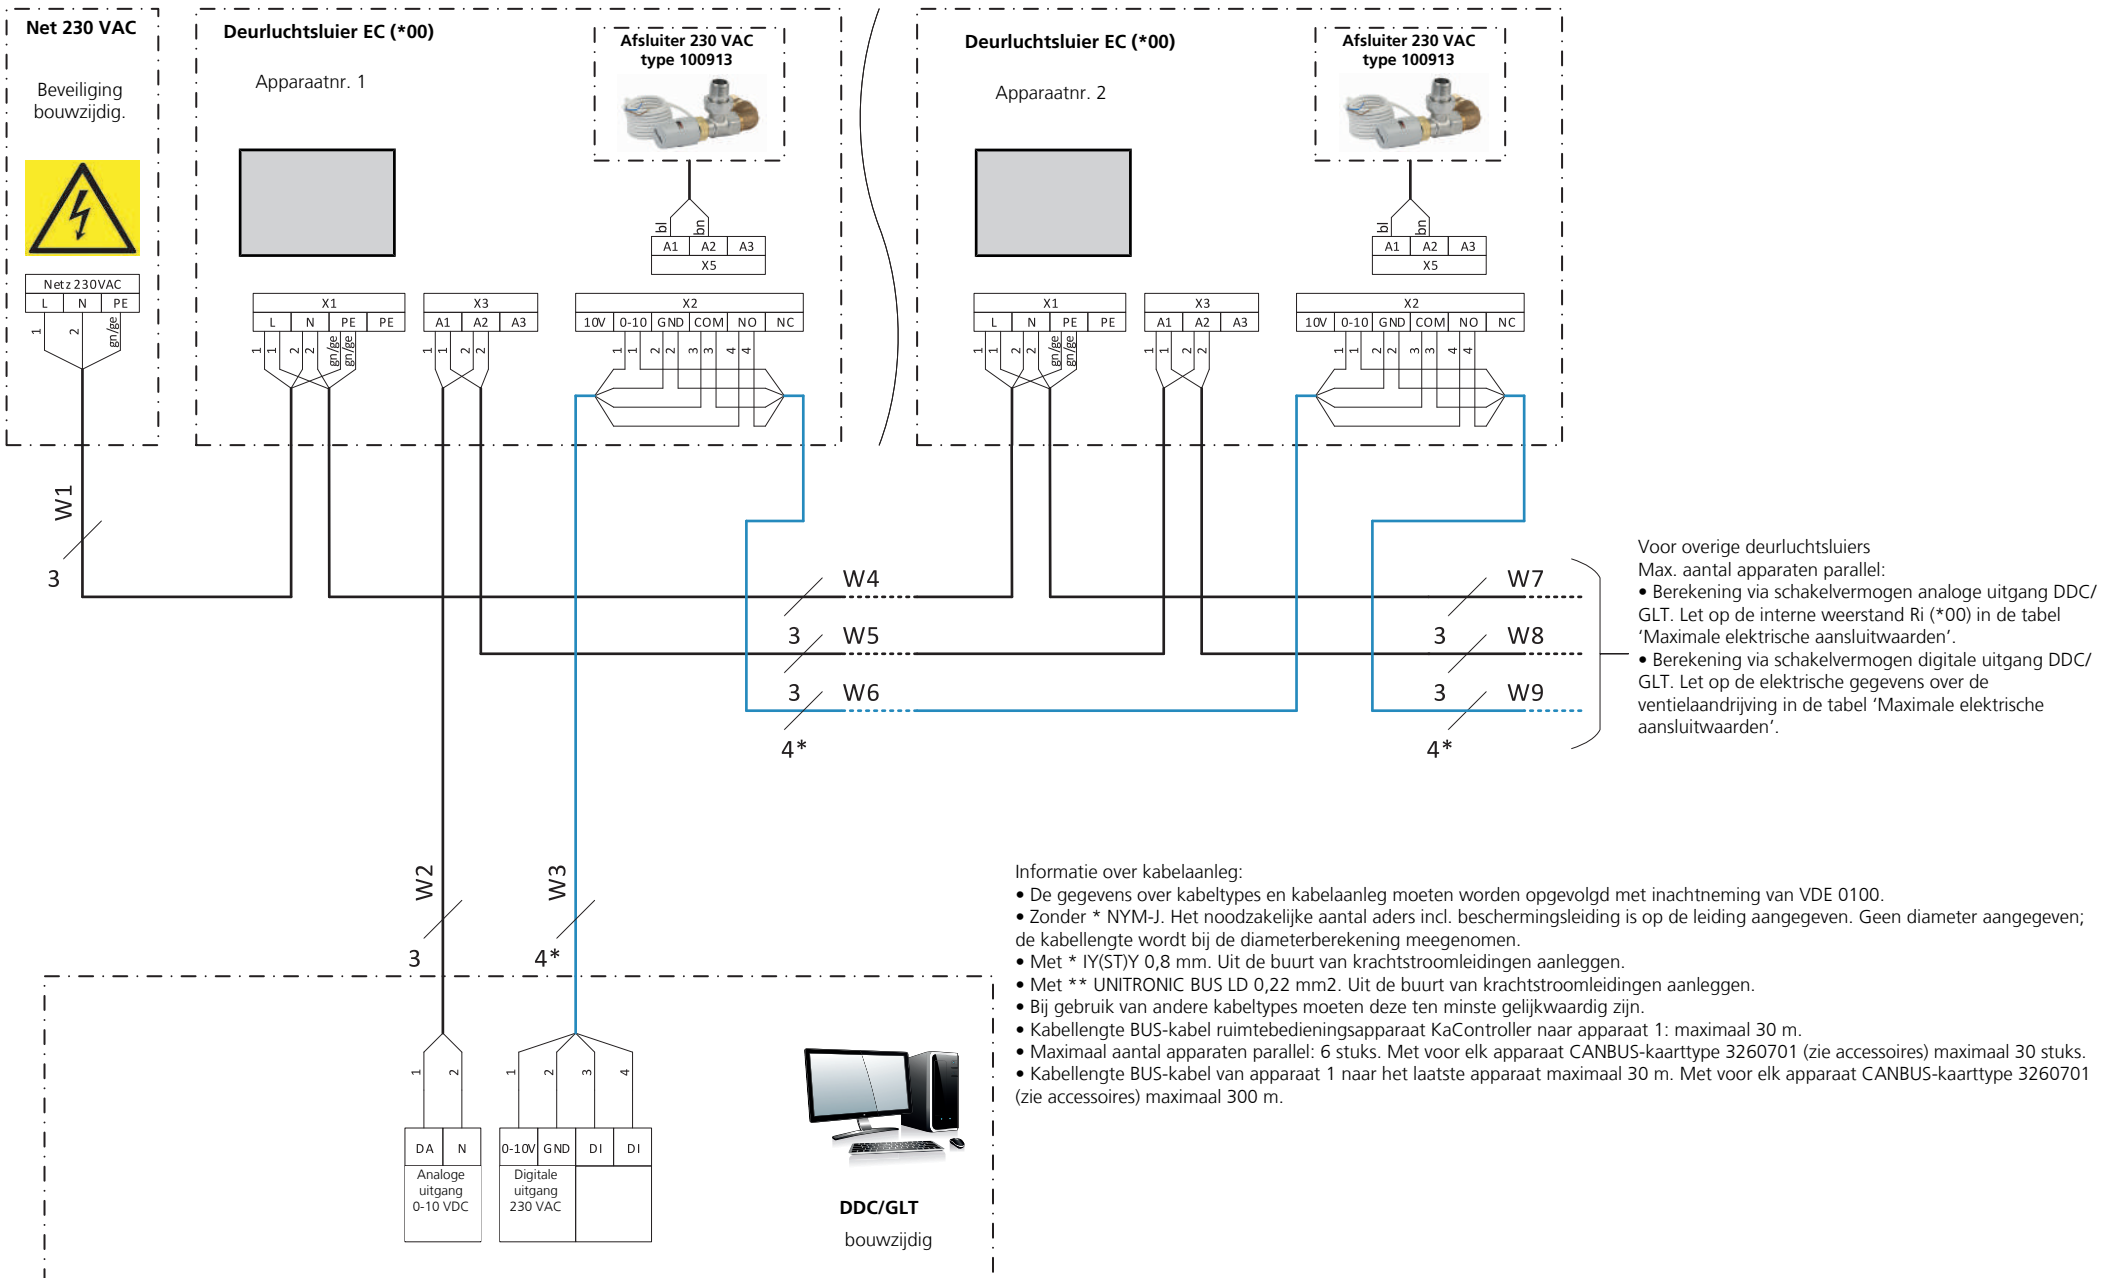 Net 230 VAC
Beveiliging
bouwzijdig.
Netz 230VAC
L N PE
1 2 gn/ge
W1
3
Deurluchtsluier EC (*00)
Apparaatnr. 1
Afsluiter 230 VAC
type 100913
bl bn
A1 A2 A3
X5
X1
L N PE PE
1 1 2 2 gn/ge gn/ge
X3
A1 A2 A3
1 1 2 2
X2
10V 0-10 GND COM NO NC
1 1 2 2 3 3 4 4
Deurluchtsluier EC (*00)
Apparaatnr. 2
Afsluiter 230 VAC
type 100913
bl bn
A1 A2 A3
X5
X1
L N PE PE
1 1 2 2 gn/ge gn/ge
X3
A1 A2 A3
1 1 2 2
X2
10V 0-10 GND COM NO NC
1 1 2 2 3 3 4 4
W4 W7
3 W5 3 W8
3 W6 3 W9
4* 4*
Voor overige deurluchtsluiers
Max. aantal apparaten parallel:
• Berekening via schakelvermogen analoge uitgang DDC/
GLT. Let op de interne weerstand Ri (*00) in de tabel
‘Maximale elektrische aansluitwaarden’.
• Berekening via schakelvermogen digitale uitgang DDC/
GLT. Let op de elektrische gegevens over de
ventielaandrijving in de tabel ‘Maximale elektrische
aansluitwaarden’.
W2 W3
3 4*
Informatie over kabelaanleg:
• De gegevens over kabeltypes en kabelaanleg moeten worden opgevolgd met inachtneming van VDE 0100.
• Zonder * NYM-J. Het noodzakelijke aantal aders incl. beschermingsleiding is op de leiding aangegeven. Geen diameter aangegeven;
de kabellengte wordt bij de diameterberekening meegenomen.
• Met * IY(ST)Y 0,8 mm. Uit de buurt van krachtstroomleidingen aanleggen.
• Met ** UNITRONIC BUS LD 0,22 mm2. Uit de buurt van krachtstroomleidingen aanleggen.
• Bij gebruik van andere kabeltypes moeten deze ten minste gelijkwaardig zijn.
• Kabellengte BUS-kabel ruimtebedieningsapparaat KaController naar apparaat 1: maximaal 30 m.
• Maximaal aantal apparaten parallel: 6 stuks. Met voor elk apparaat CANBUS-kaarttype 3260701 (zie accessoires) maximaal 30 stuks.
• Kabellengte BUS-kabel van apparaat 1 naar het laatste apparaat maximaal 30 m. Met voor elk apparaat CANBUS-kaarttype 3260701
(zie accessoires) maximaal 300 m.
1 2 1 2 3 4
DA N 0-10V GND DI DI
Analoge
uitgang
0-10 VDC
Digitale
uitgang
230 VAC
DDC/GLT
bouwzijdig